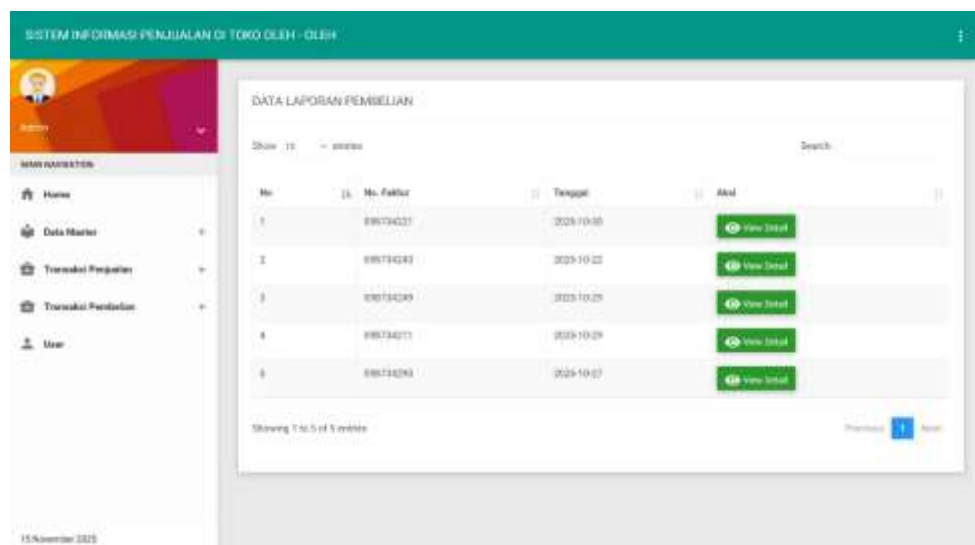 SISTEM INFORMASI PENJUALAN DI TOKO OLEH - OLEH
Admin
MAIN NAVIGATION
Home
Data Master +
Transaksi Penjualan +
Transaksi Pembelian +
User
15 November 2025
DATA LAPORAN PEMBELIAN
Show 10 entries
Search:
No No. Faktur Tanggal Aksi
1 View Detail
2 View Detail
3 View Detail
4 View Detail
5 View Detail
Showing 1 to 5 of 5 entries
Previous 1 Next